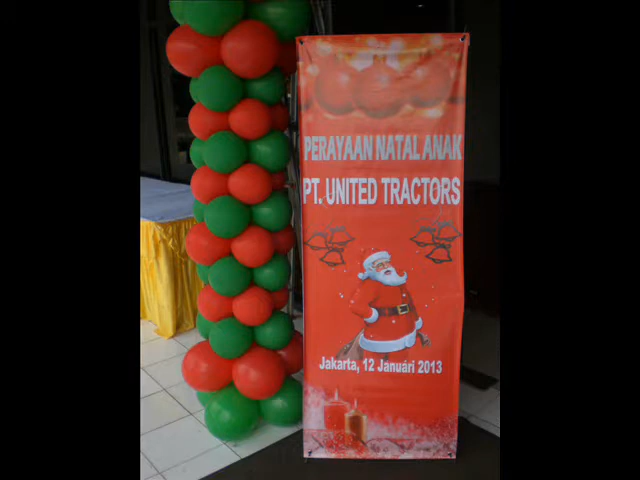 PERAYAAN NATAL ANAK
PT. UNITED TRACTORS
Jakarta, 12 Januari 2013